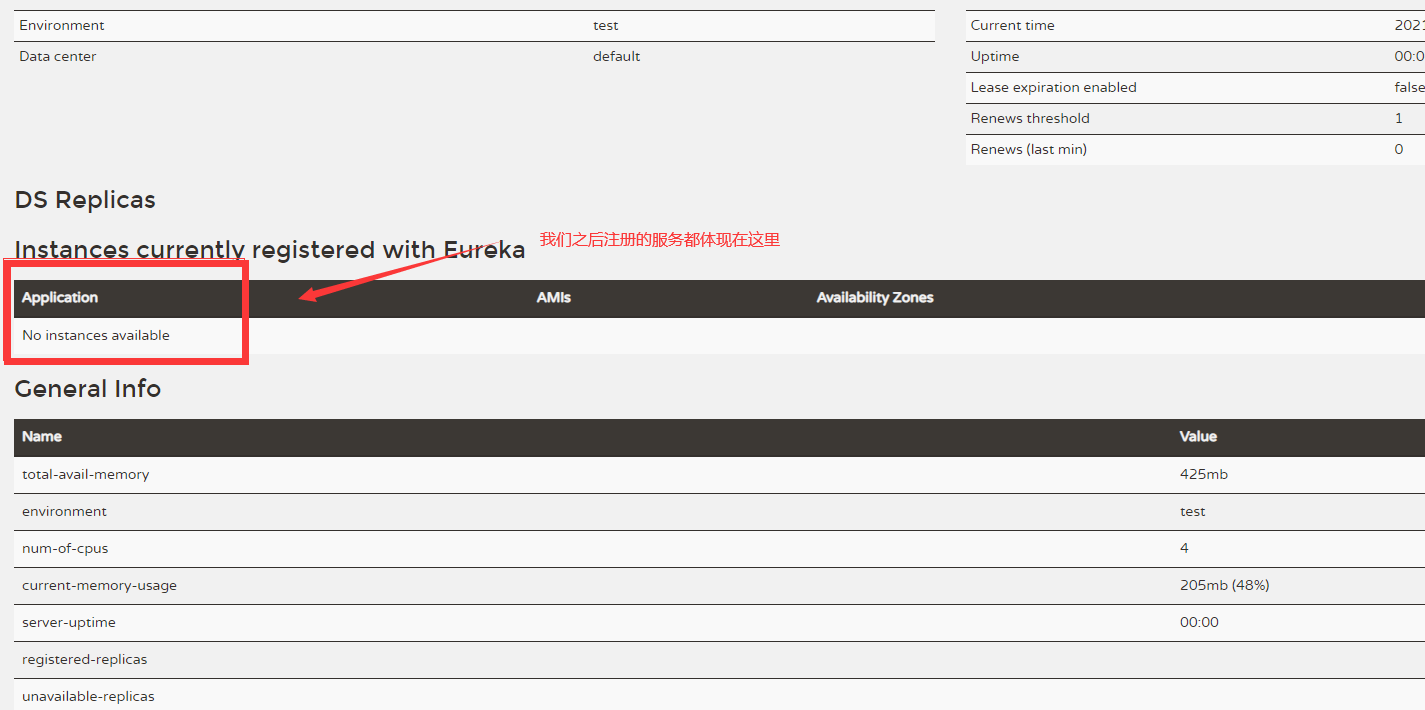 Environment test
Data center default
Current time 2021
Uptime 00:0
Lease expiration enabled false
Renews threshold 1
Renews (last min) 0
DS Replicas
Instances currently registered with Eureka
我们之后注册的服务都体现在这里
Application AMIs Availability Zones
No instances available
General Info
Name Value
total-avail-memory 425mb
environment test
num-of-cpus 4
current-memory-usage 205mb (48%)
server-uptime 00:00
registered-replicas
unavailable-replicas